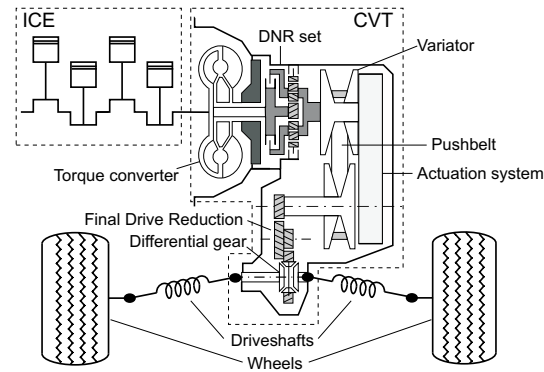 ICE
CVT
DNR set
Variator
Pushbelt
Torque converter
Actuation system
Final Drive Reduction
Differential gear
Driveshafts
Wheels